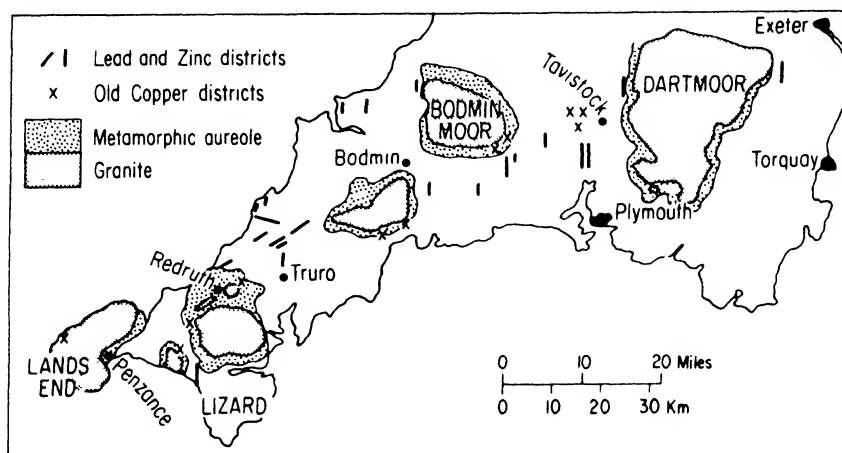 Lead and Zinc districts
x Old Copper districts
Metamorphic aureole
Granite
Exeter
DARTMOOR
Tavistock
BODMIN
MOOR
Bodmin
Torquay
Plymouth
Redruth
Truro
LANDS
END
Penzance
LIZARD
0 10 20 Miles
0 10 20 30 Km